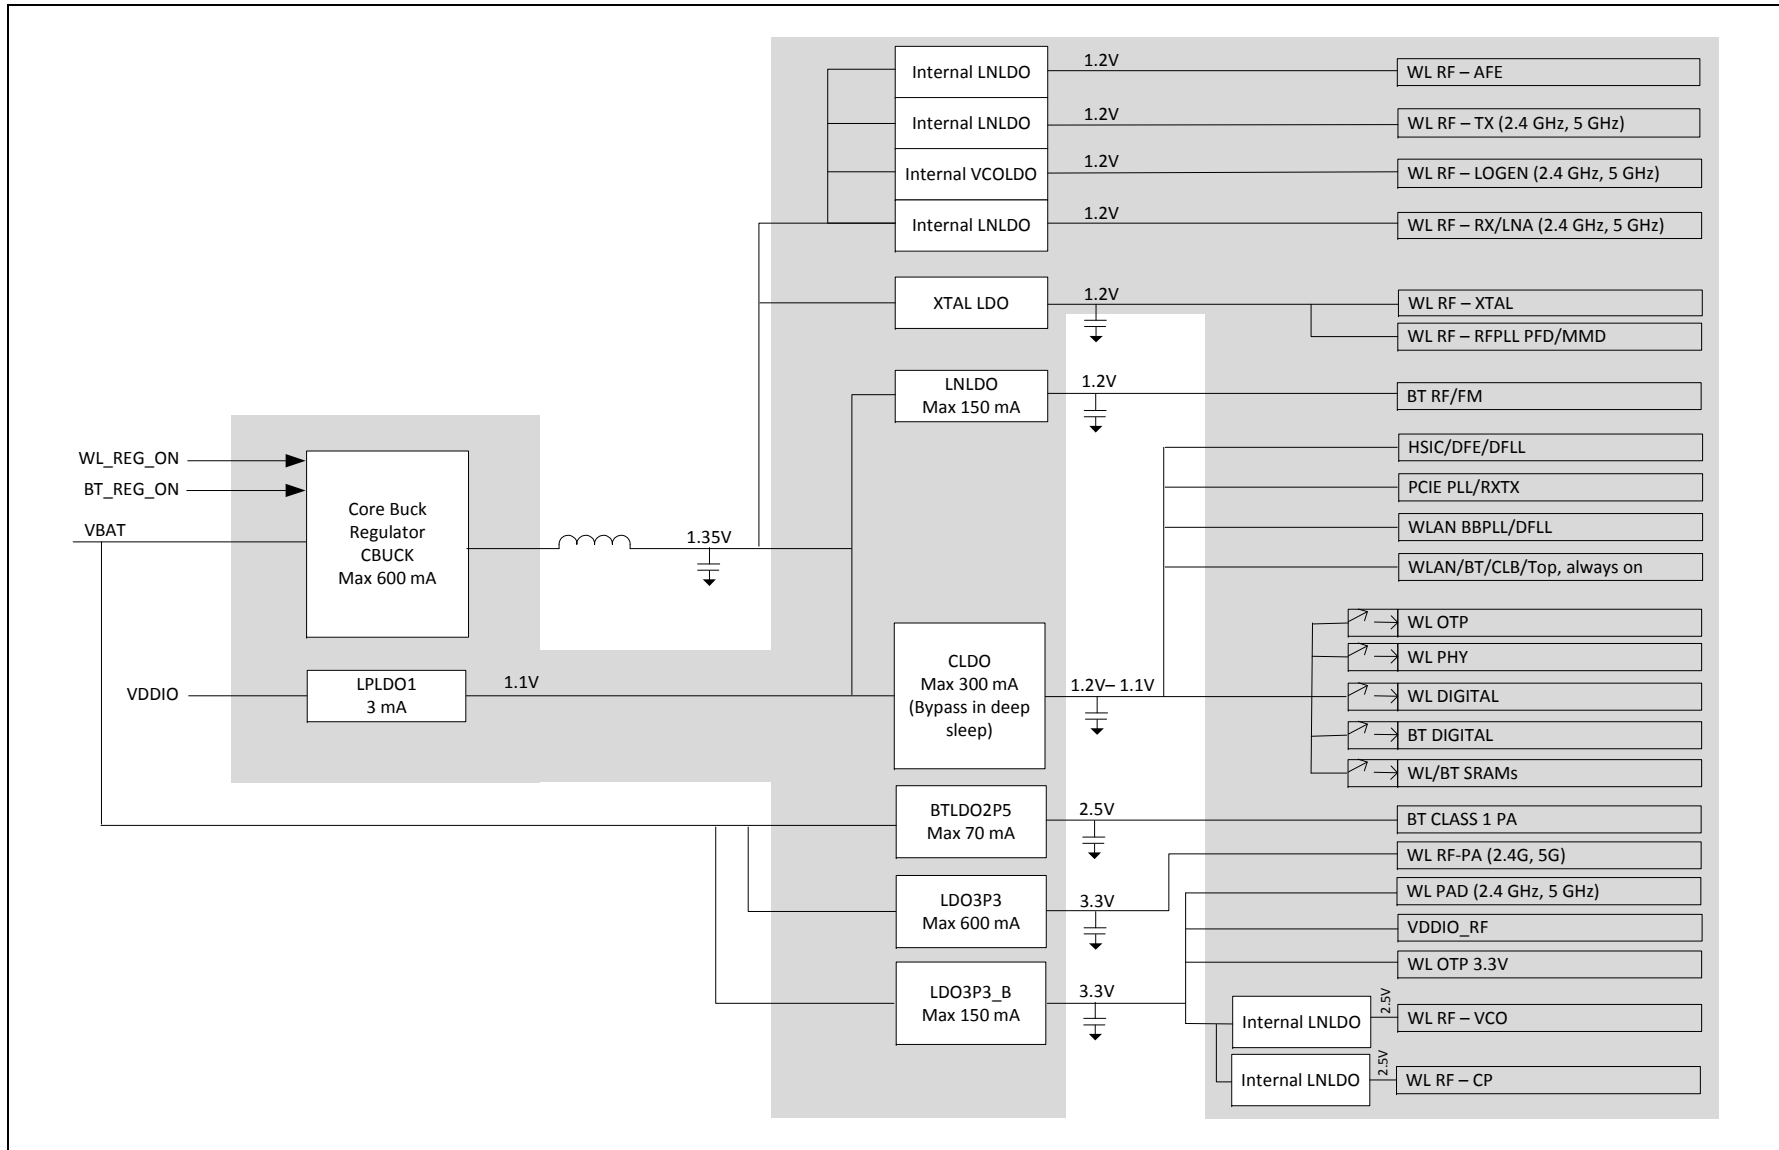 Internal LNLDO
1.2V
WL RF – AFE
Internal LNLDO
1.2V
WL RF – TX (2.4 GHz, 5 GHz)
Internal VCOLDO
1.2V
WL RF – LOGEN (2.4 GHz, 5 GHz)
Internal LNLDO
1.2V
WL RF – RX/LNA (2.4 GHz, 5 GHz)
XTAL LDO
1.2V
WL RF – XTAL
WL RF – RFPLL PFD/MMD
LNLDO
Max 150 mA
1.2V
BT RF/FM
WL_REG_ON
BT_REG_ON
VBAT
Core Buck
Regulator
CBUCK
Max 600 mA
1.35V
HSIC/DFE/DFLL
PCIE PLL/RXTX
WLAN BBPLL/DFLL
WLAN/BT/CLB/Top, always on
VDDIO
LPLDO1
3 mA
1.1V
CLDO
Max 300 mA
(Bypass in deep
sleep)
1.2V– 1.1V
WL OTP
WL PHY
WL DIGITAL
BT DIGITAL
WL/BT SRAMs
BTLDO2P5
Max 70 mA
2.5V
BT CLASS 1 PA
LDO3P3
Max 600 mA
3.3V
WL RF-PA (2.4G, 5G)
LDO3P3_B
Max 150 mA
3.3V
WL PAD (2.4 GHz, 5 GHz)
VDDIO_RF
WL OTP 3.3V
Internal LNLDO
2.5V
WL RF – VCO
Internal LNLDO
2.5V
WL RF – CP